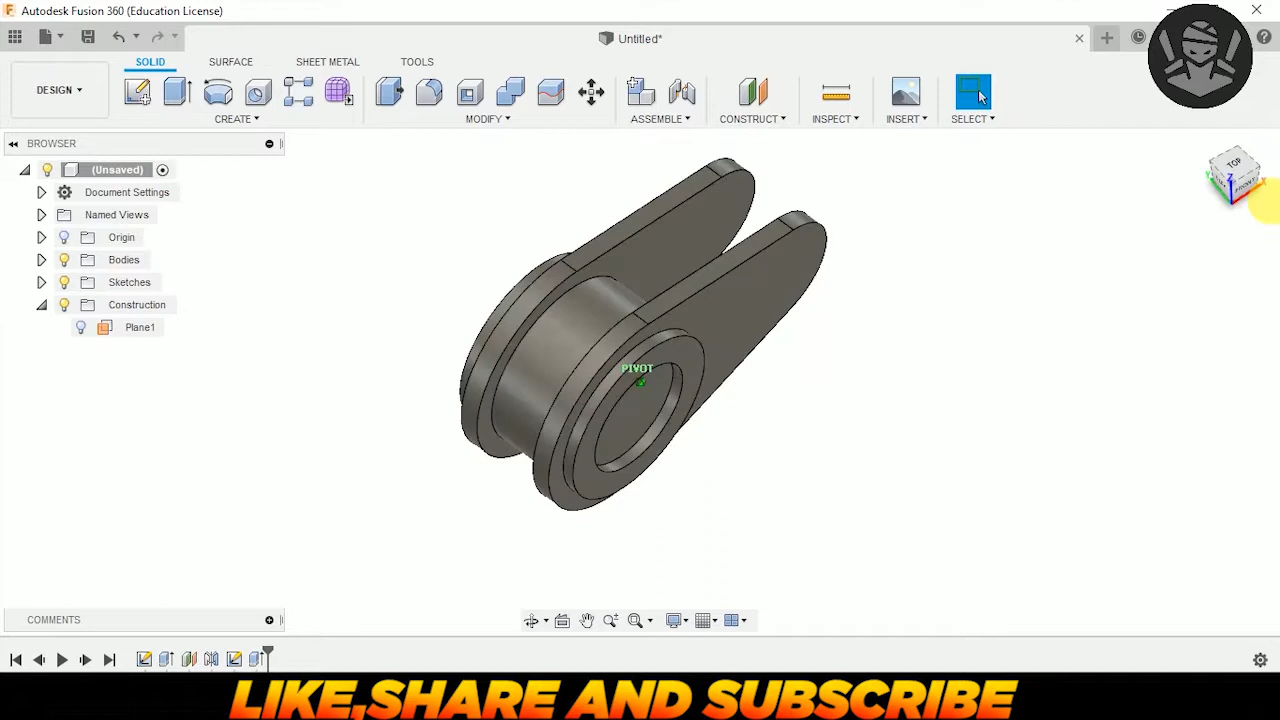 Autodesk Fusion 360 (Education License)
Untitled*
DESIGN
SOLID
SURFACE
SHEET METAL
TOOLS
CREATE
MODIFY
ASSEMBLE
CONSTRUCT
INSPECT
INSERT
SELECT
BROWSER
(Unsaved)
Document Settings
Named Views
Origin
Bodies
Sketches
Construction
Plane1
PIVOT
TOP
FRONT
Z
X
Y
COMMENTS
LIKE,SHARE AND SUBSCRIBE